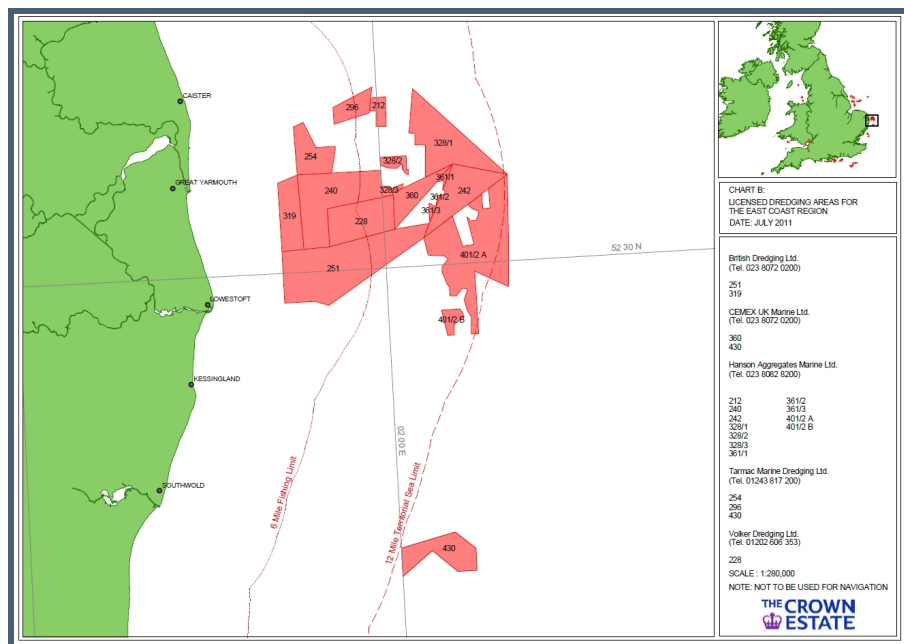 CAISTER
GREAT YARMOUTH
LOWESTOFT
KESSINGLAND
SOUTHWOLD
296
212
254
328/1
328/2
240
328/3
360
361/1
361/2
361/3
242
319
228
251
401/2 A
401/2 B
430
52 30 N
02 00 E
6 Mile Fishing Limit
12 Mile Territorial Sea Limit
CHART B:
LICENSED DREDGING AREAS FOR
THE EAST COAST REGION
DATE: JULY 2011
British Dredging Ltd.
(Tel. 023 8072 0200)
251
319
CEMEX UK Marine Ltd.
(Tel. 023 8072 0200)
360
430
Hanson Aggregates Marine Ltd.
(Tel. 023 8082 8200)
212 361/2
240 361/3
242 401/2 A
328/1 401/2 B
328/2
328/3
361/1
Tarmac Marine Dredging Ltd.
(Tel. 01243 817 200)
254
296
430
Volker Dredging Ltd.
(Tel. 01202 606 353)
228
SCALE : 1:280,000
NOTE: NOT TO BE USED FOR NAVIGATION
THE CROWN
ESTATE